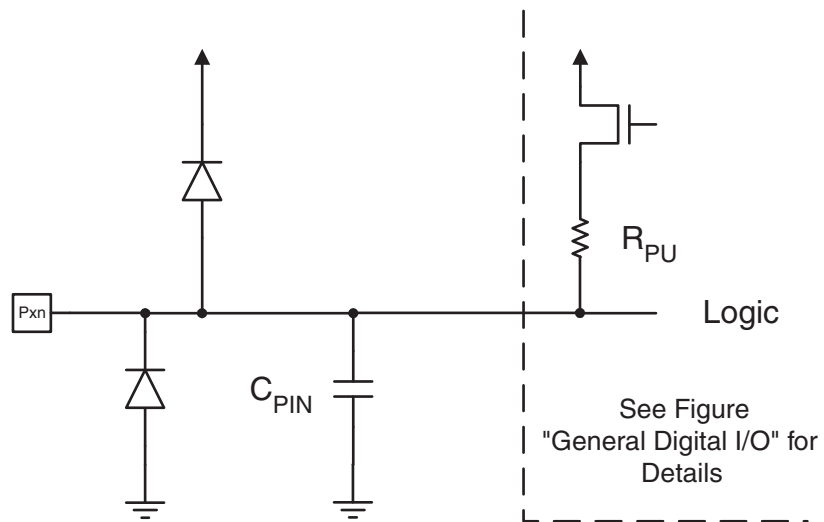 R_PU
Pxn
Logic
C_PIN
See Figure
"General Digital I/O" for
Details